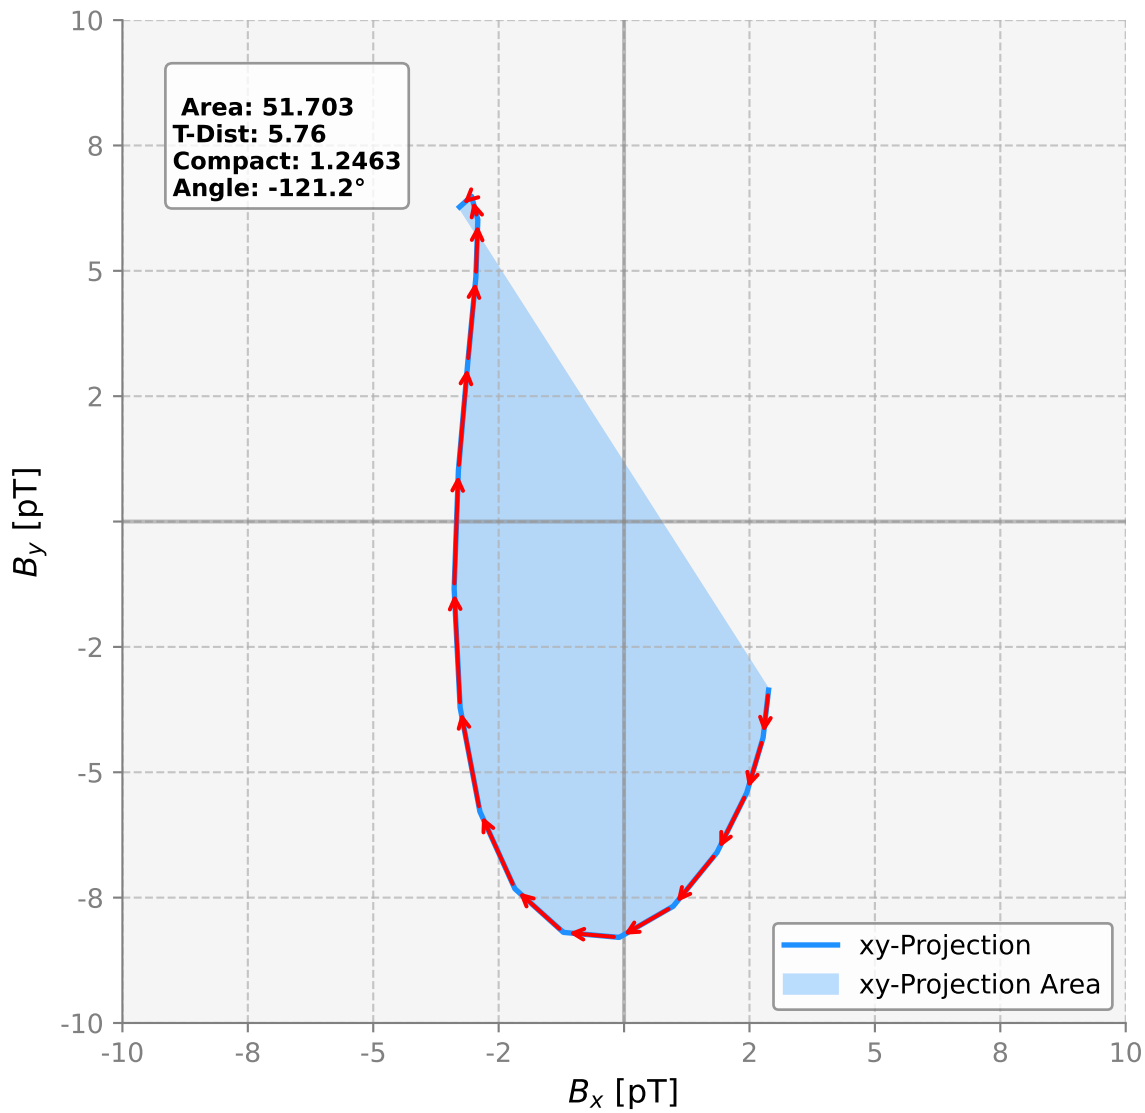 10
8
5
2
-2
-5
-8
-10
-10 -8 -5 -2 2 5 8 10
B_y [pT]
B_x [pT]
Area: 51.703
T-Dist: 5.76
Compact: 1.2463
Angle: -121.2°
xy-Projection
xy-Projection Area